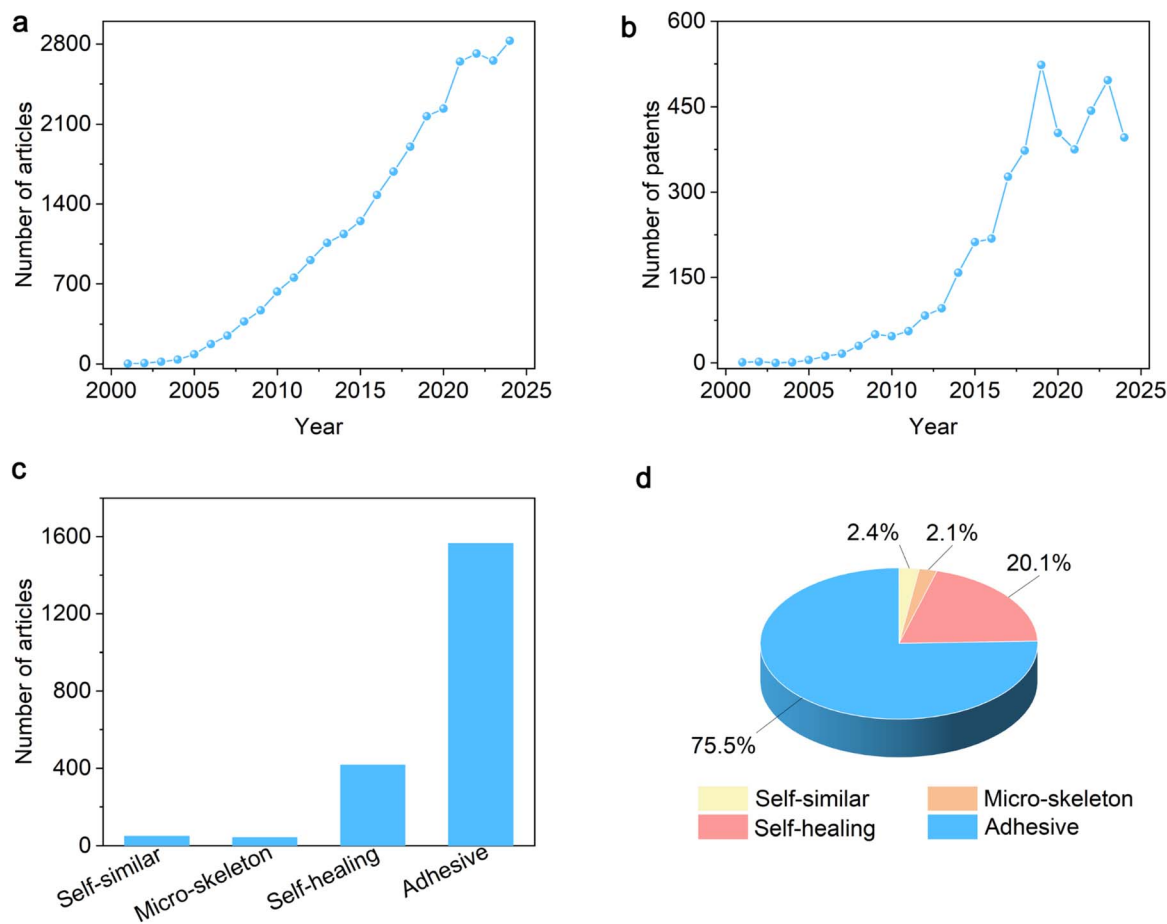 a
2800
2100
1400
700
0
Number of articles
2000
2005
2010
2015
2020
2025
Year
b
600
450
300
150
0
Number of patents
2000
2005
2010
2015
2020
2025
Year
c
1600
1200
800
400
0
Number of articles
Self-similar
Micro-skeleton
Self-healing
Adhesive
d
2.4%
2.1%
20.1%
75.5%
Self-similar
Micro-skeleton
Self-healing
Adhesive